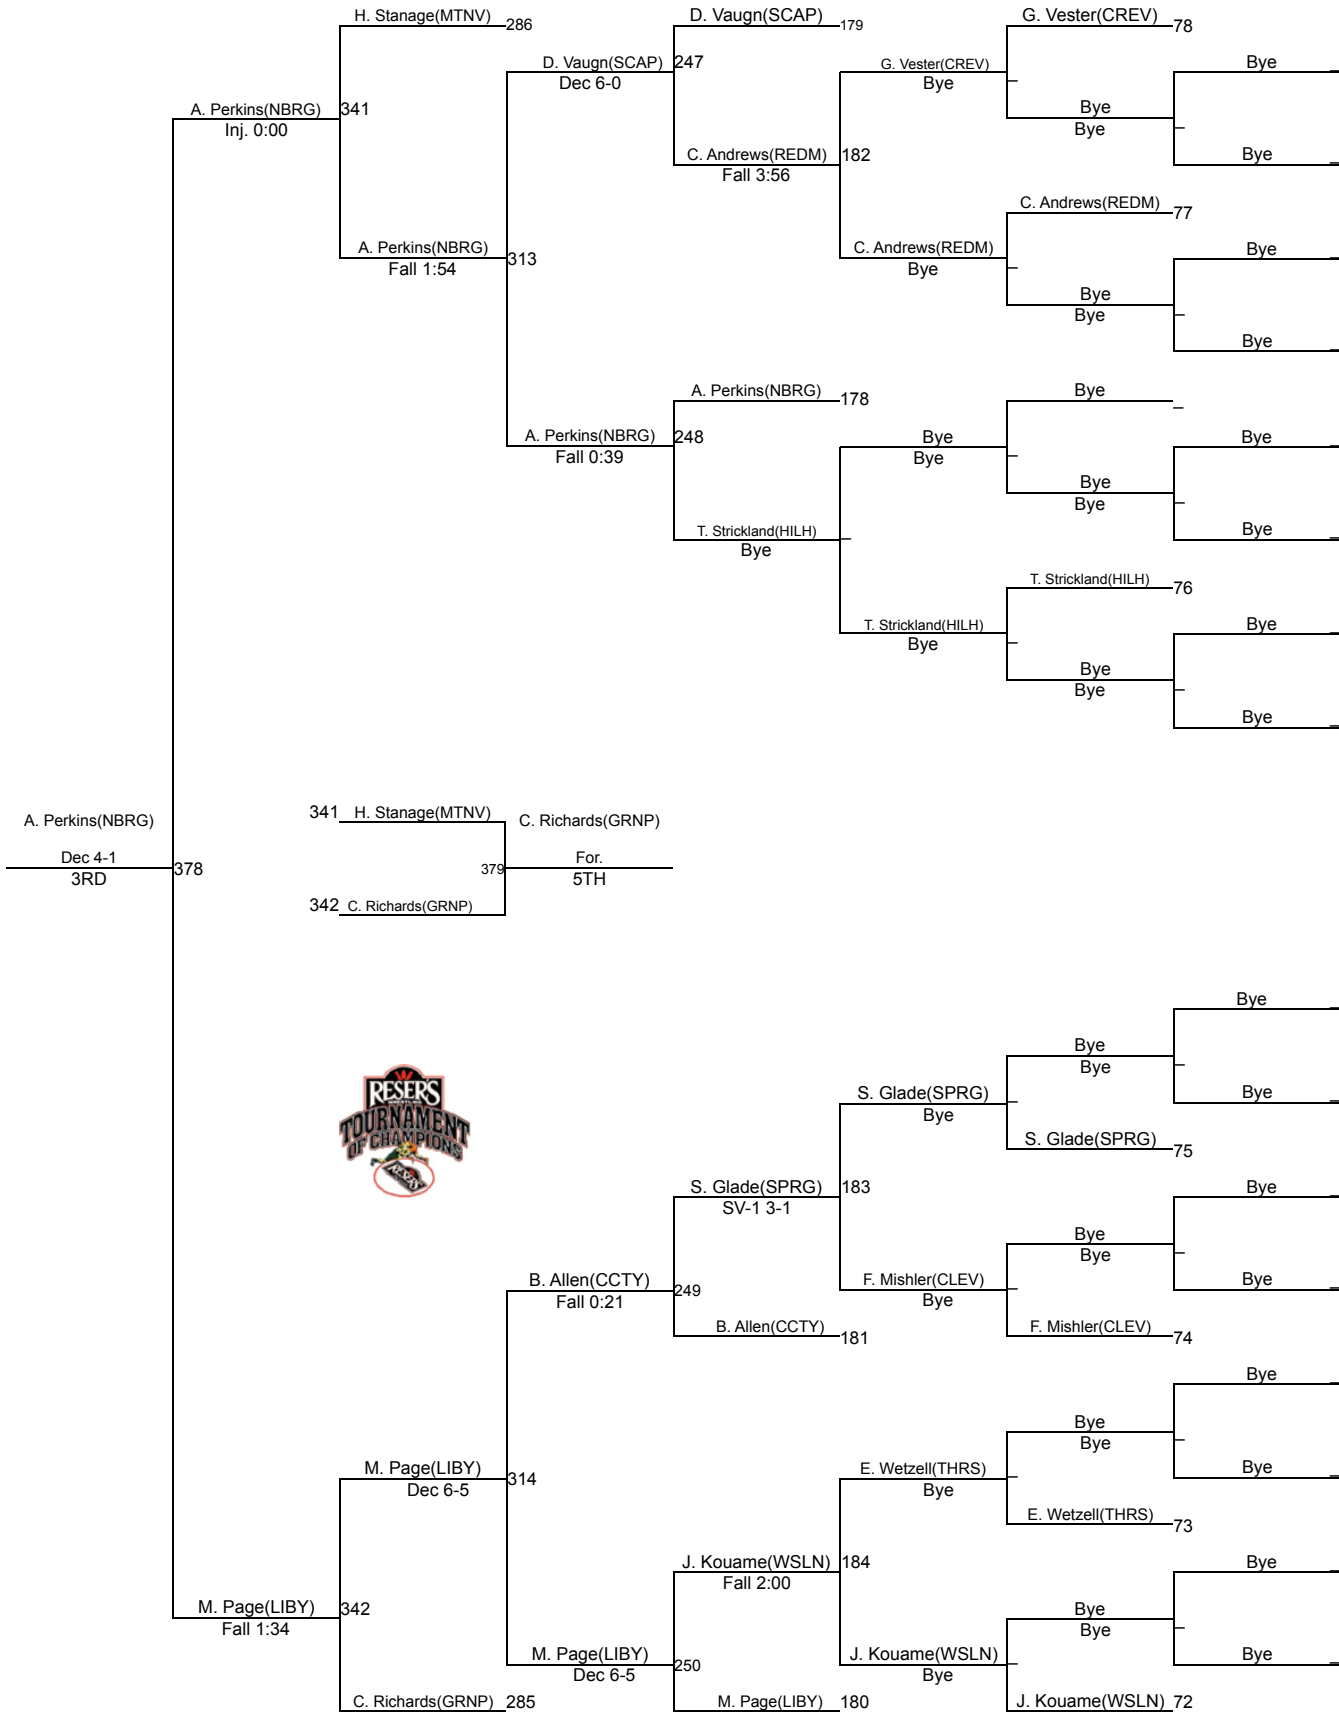 H. Stanage(MTNV) D. Vaugn(SCAP) G. Vester(CREV)
286 179 78
D. Vaugn(SCAP) 247 G. Vester(CREV) Bye _
Dec 6-0 Bye _
A. Perkins(NBRG) 341 Bye
Inj. 0:00 Bye _
C. Andrews(REDM) 182 Bye _
Fall 3:56
C. Andrews(REDM) 77
A. Perkins(NBRG) 313 C. Andrews(REDM) Bye _
Fall 1:54 Bye _
Bye
Bye _
Bye _
A. Perkins(NBRG) 178 Bye _
A. Perkins(NBRG) 248 Bye Bye _
Fall 0:39 Bye _
Bye
Bye _
T. Strickland(HILH) _ Bye _
Bye
T. Strickland(HILH) 76
T. Strickland(HILH) Bye _
Bye _
Bye
Bye _
Bye _
341 H. Stanage(MTNV) C. Richards(GRNP)
A. Perkins(NBRG)
Dec 4-1 378 379 For.
3RD 5TH
342 C. Richards(GRNP)
Bye _
Bye
Bye _
RESER'S
WRESTLING
TOURNAMENT
OF CHAMPIONS
RESER'S
S. Glade(SPRG) _ Bye _
Bye
S. Glade(SPRG) 75
S. Glade(SPRG) 183 Bye _
SV-1 3-1
Bye
Bye _
B. Allen(CCTY) 249 F. Mishler(CLEV) _ Bye _
Fall 0:21 Bye
B. Allen(CCTY) 181 F. Mishler(CLEV) 74
Bye _
Bye
Bye _
M. Page(LIBY) 314 E. Wetzell(THRS) _ Bye _
Dec 6-5 Bye
E. Wetzell(THRS) 73
J. Kouame(WSLN) 184 Bye _
Fall 2:00
M. Page(LIBY) 342 Bye
Fall 1:34 Bye _
M. Page(LIBY) 250 J. Kouame(WSLN) _ Bye _
Dec 6-5 Bye
C. Richards(GRNP) 285 M. Page(LIBY) 180 J. Kouame(WSLN) 72